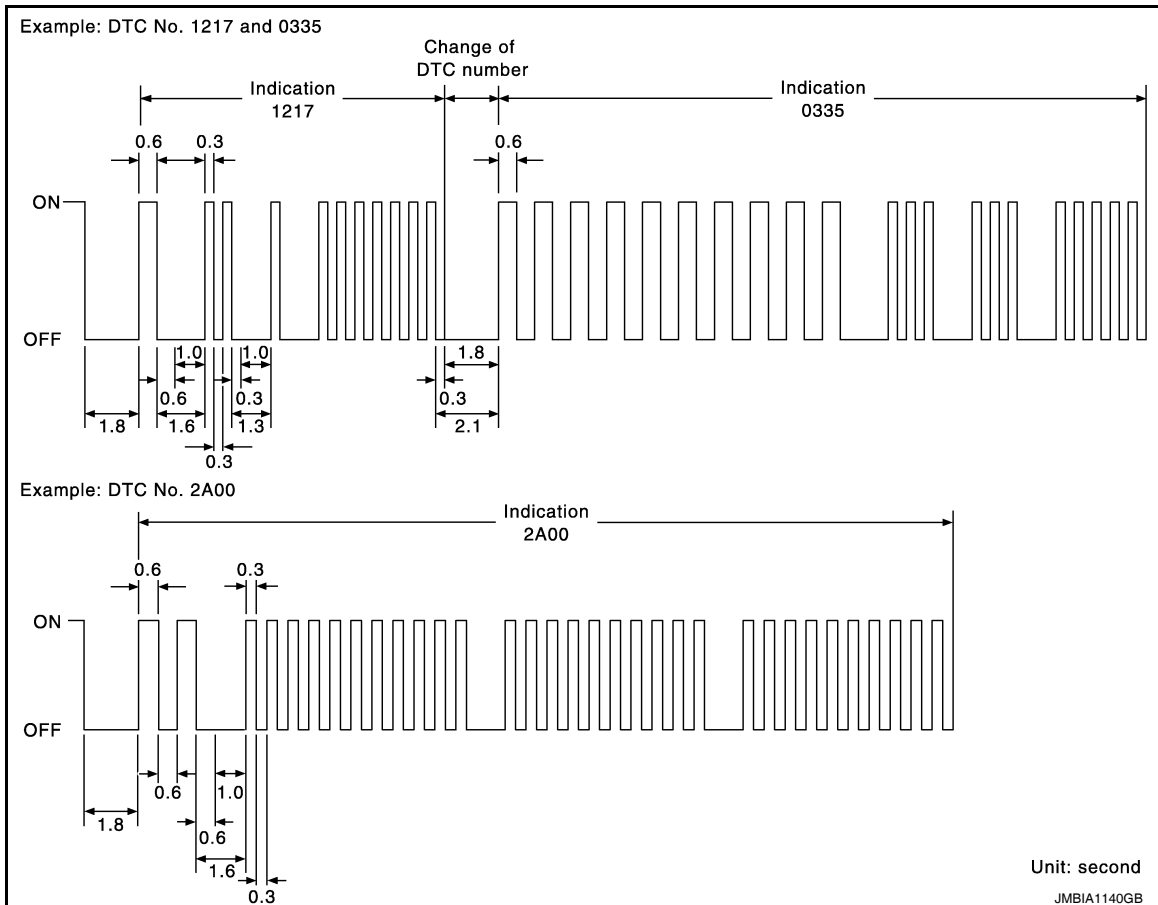 Example: DTC No. 1217 and 0335
Change of
DTC number
Indication
1217
Indication
0335
0.6
0.3
0.6
ON
OFF
1.0
1.0
1.8
0.6
0.3
0.3
1.8
1.6
1.3
2.1
0.3
Example: DTC No. 2A00
Indication
2A00
0.6
0.3
ON
OFF
0.6
1.0
1.8
0.6
1.6
0.3
Unit: second
JMBIA1140GB